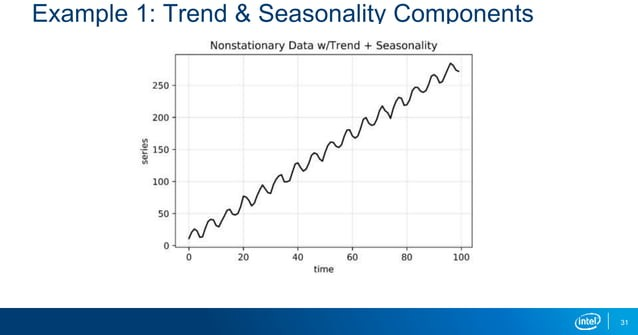 Example 1: Trend & Seasonality Components
Nonstationary Data w/Trend + Seasonality
series
250
200
150
100
50
0
0 20 40 60 80 100
time
intel 31